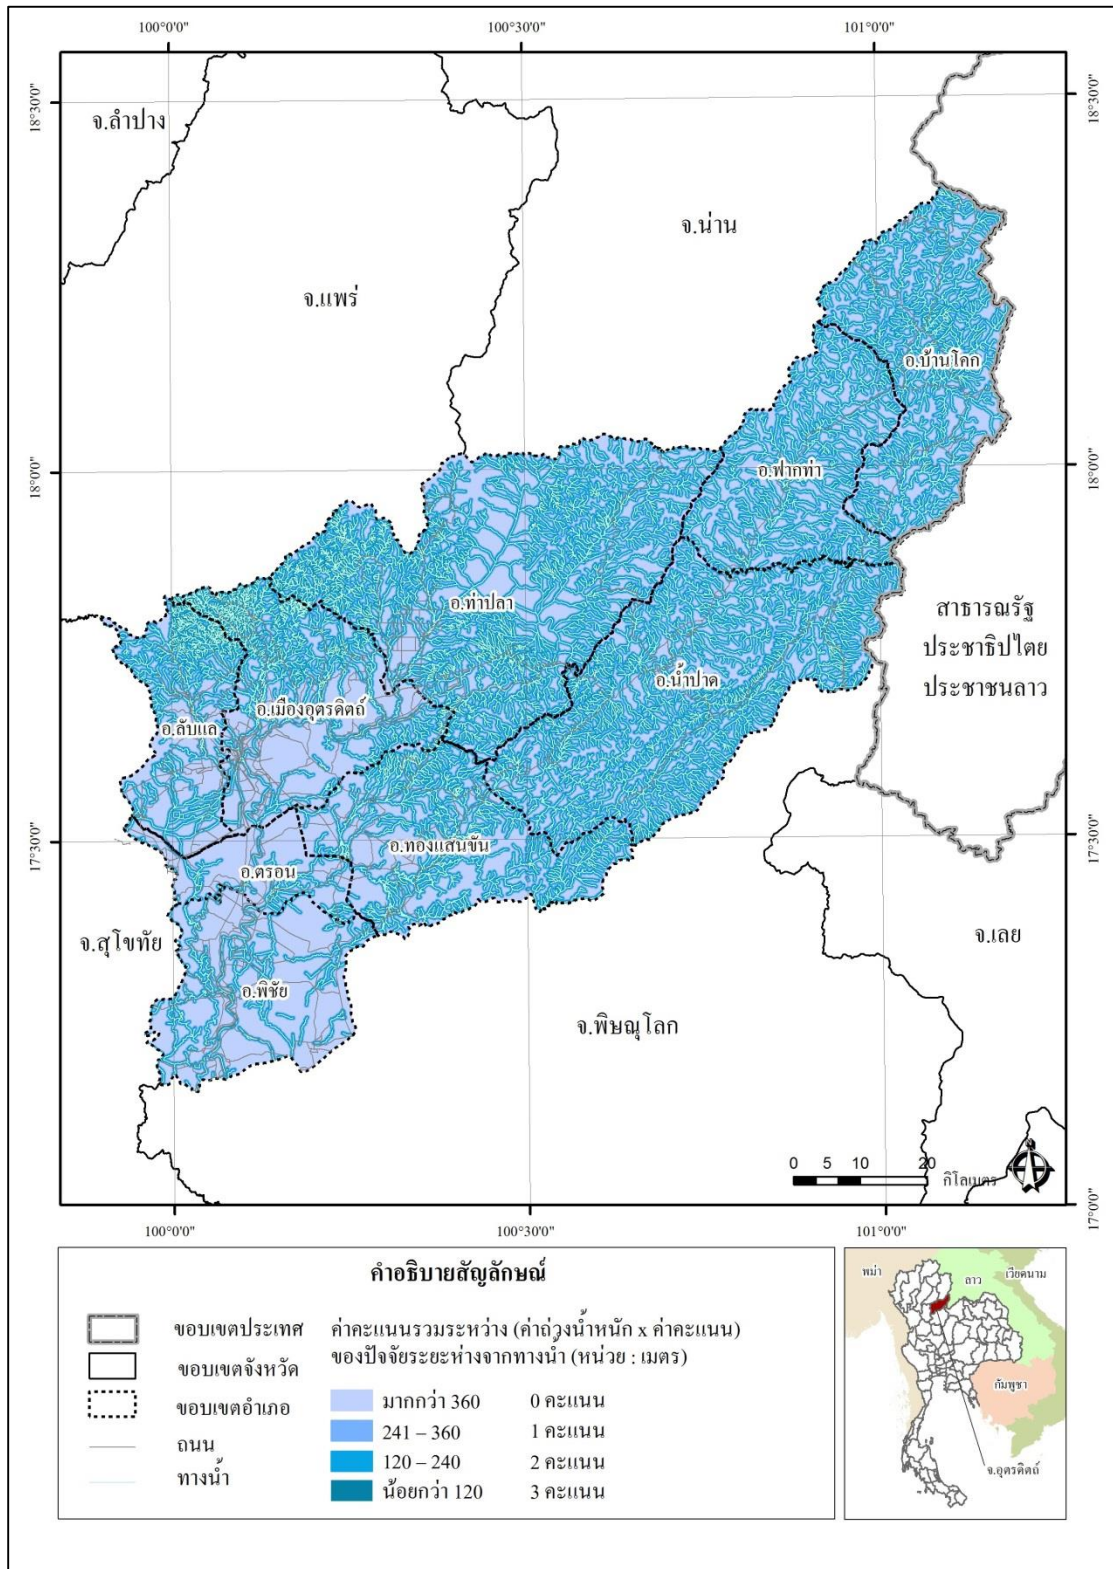 100°0'0"
100°30'0"
101°0'0"
18°30'0"
18°30'0"
จ.ลำปาง
จ.น่าน
จ.แพร่
อ.บ้านโคก
อ.ฟากท่า
18°0'0"
18°0'0"
อ.ท่าปลา
สาธารณรัฐ
ประชาธิปไตย
ประชาชนลาว
อ.น้ำปาด
อ.เมืองอุตรดิตถ์
อ.ลับแล
17°30'0"
17°30'0"
อ.ทองแสนขัน
อ.ตรอน
จ.สุโขทัย
จ.เลย
อ.พิชัย
จ.พิษณุโลก
0 5 10 20
กิโลเมตร
17°0'0"
100°0'0"
100°30'0"
101°0'0"
คำอธิบายสัญลักษณ์
ขอบเขตประเทศ
ขอบเขตจังหวัด
ขอบเขตอำเภอ
ถนน
ทางน้ำ
ค่าคะแนนรวมระหว่าง (ค่าถ่วงน้ำหนัก x ค่าคะแนน)
ของปัจจัยระยะห่างจากทางน้ำ (หน่วย : เมตร)
มากกว่า 360 0 คะแนน
241 – 360 1 คะแนน
120 – 240 2 คะแนน
น้อยกว่า 120 3 คะแนน
พม่า
ลาว
เวียดนาม
กัมพูชา
จ.อุตรดิตถ์